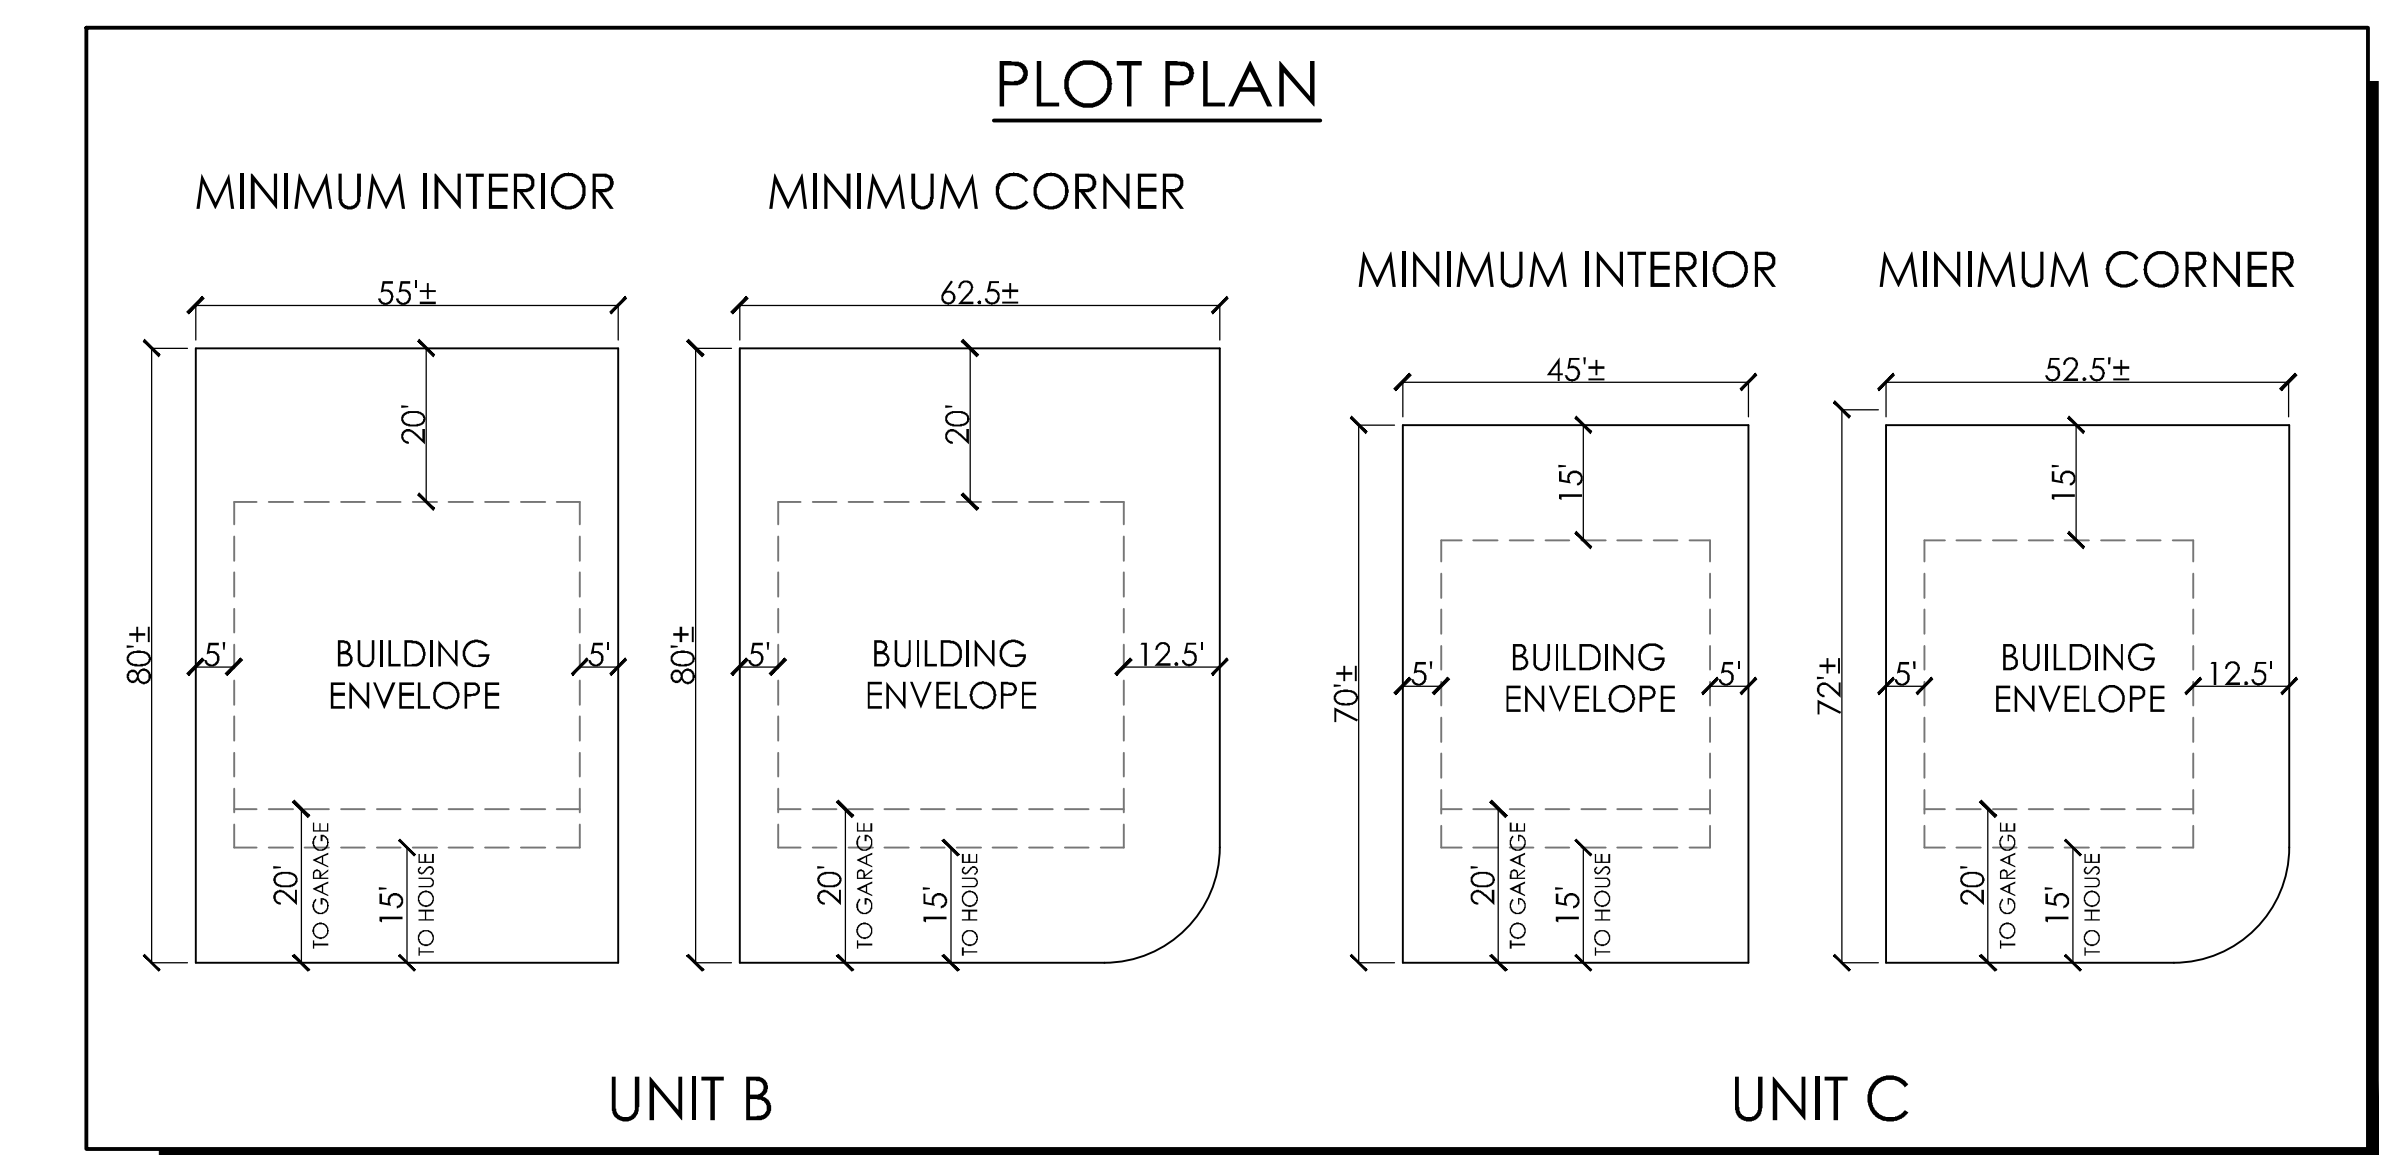 PLOT PLAN
MINIMUM INTERIOR
MINIMUM CORNER
55'±
62.5±
80'±
20'
5'
BUILDING
ENVELOPE
5'
20'
TO GARAGE
15'
TO HOUSE
80'±
20'
5'
BUILDING
ENVELOPE
12.5'
20'
TO GARAGE
15'
TO HOUSE
UNIT B
MINIMUM INTERIOR
MINIMUM CORNER
45'±
52.5'±
70'±
15'
5'
BUILDING
ENVELOPE
5'
20'
TO GARAGE
15'
TO HOUSE
72'±
15'
5'
BUILDING
ENVELOPE
12.5'
20'
TO GARAGE
15'
TO HOUSE
UNIT C